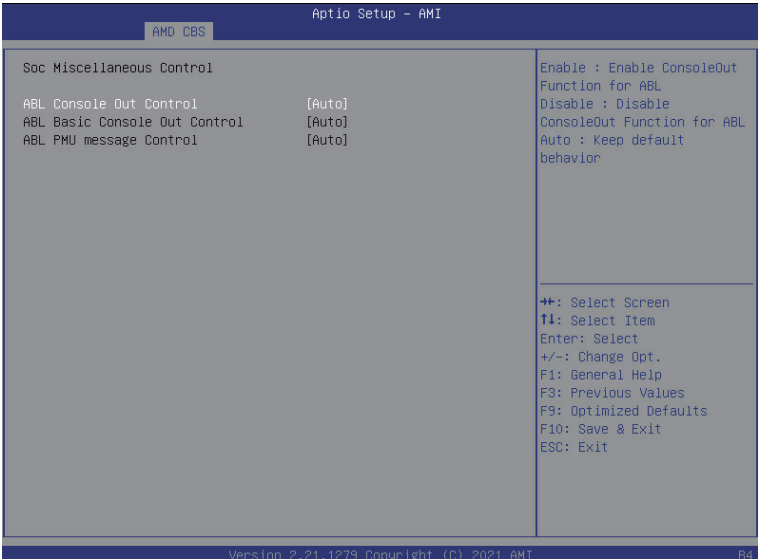 Aptio Setup – AMI
AMD CBS
Soc Miscellaneous Control
ABL Console Out Control [Auto]
ABL Basic Console Out Control [Auto]
ABL PMU message Control [Auto]
Enable : Enable ConsoleOut
Function for ABL
Disable : Disable
ConsoleOut Function for ABL
Auto : Keep default
behavior
→←: Select Screen
↑↓: Select Item
Enter: Select
+/-: Change Opt.
F1: General Help
F3: Previous Values
F9: Optimized Defaults
F10: Save & Exit
ESC: Exit
Version 2.21.1279 Copyright (C) 2021 AMI
B4